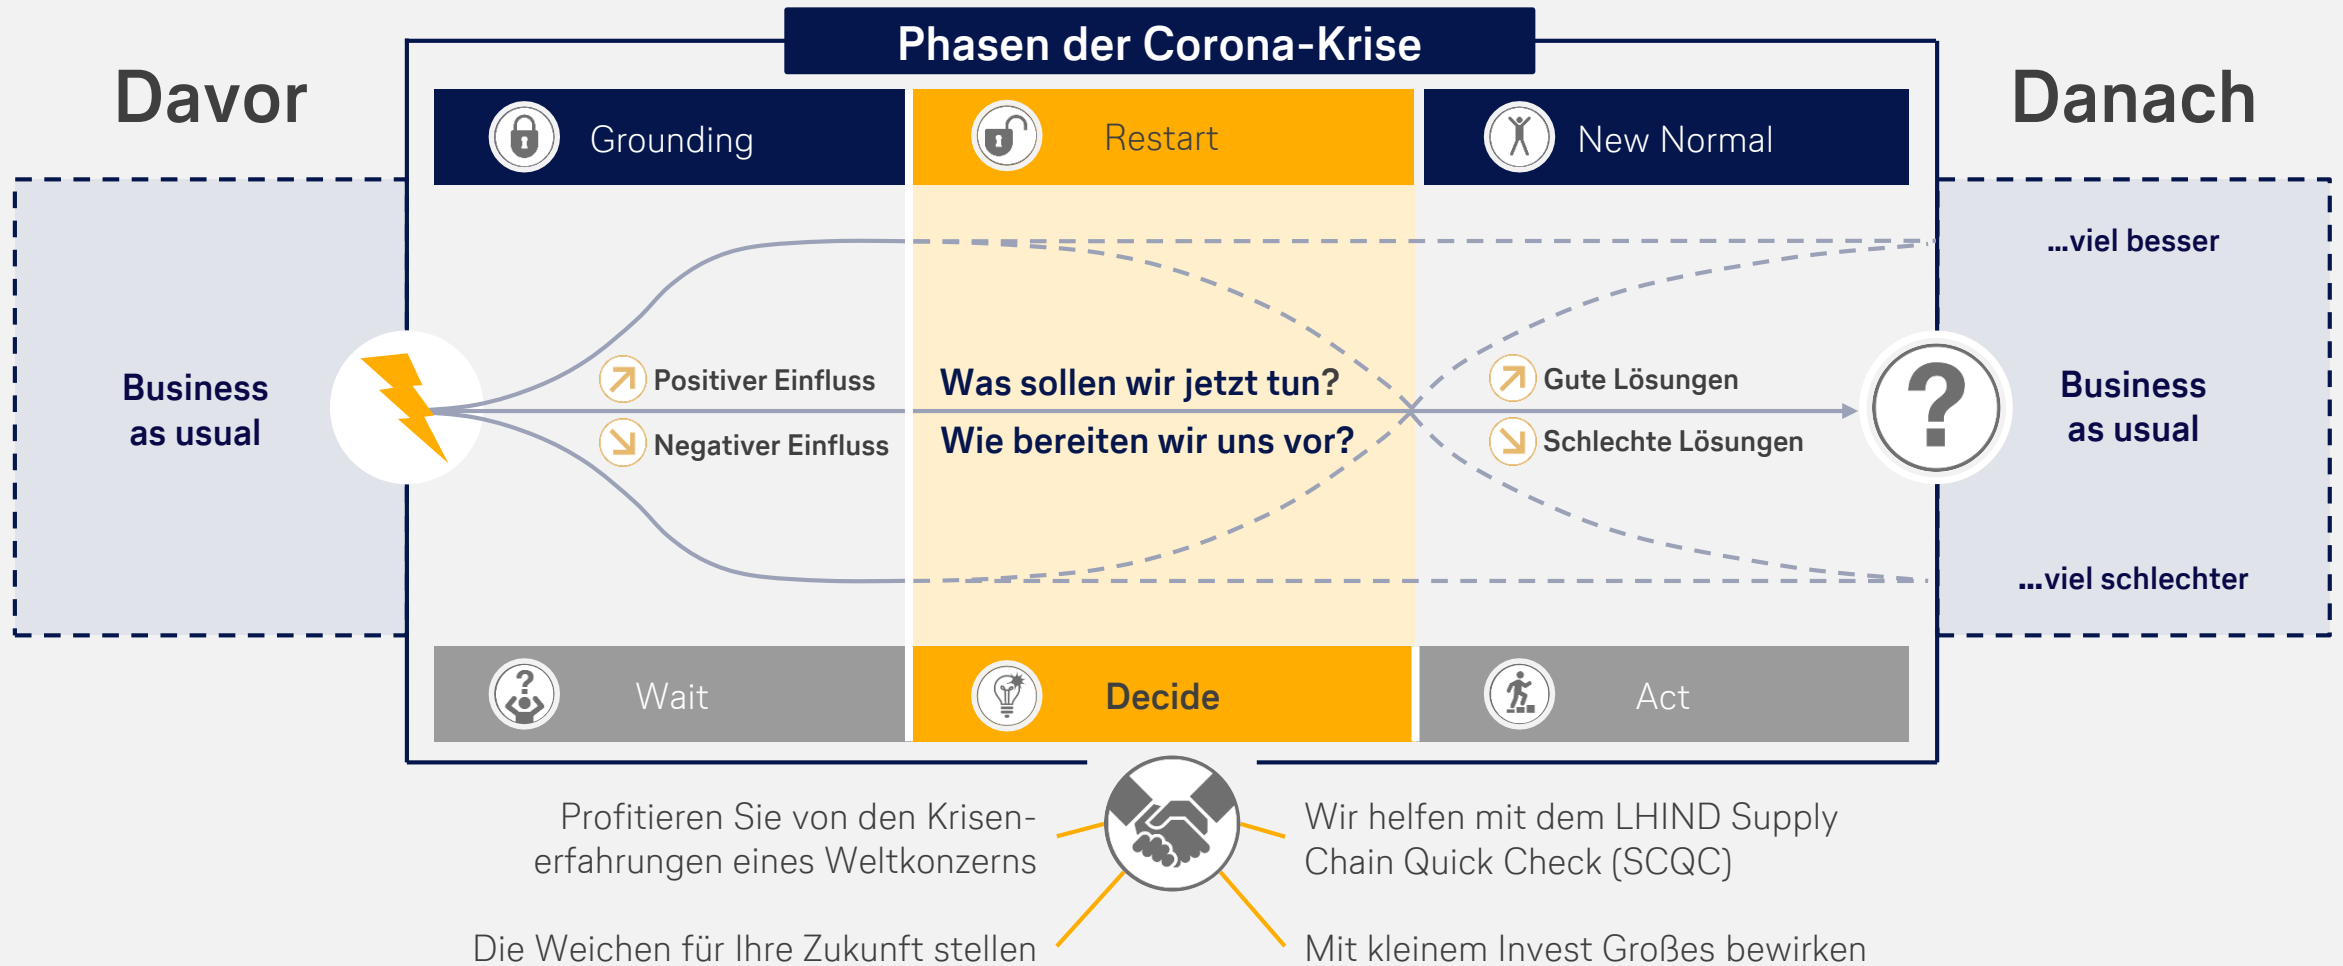 Phasen der Corona-Krise
Davor
Danach
Grounding
Restart
New Normal
...viel besser
Business
as usual
Positiver Einfluss
Negativer Einfluss
Was sollen wir jetzt tun?
Wie bereiten wir uns vor?
Gute Lösungen
Schlechte Lösungen
?
Business
as usual
...viel schlechter
?
Wait
Decide
Act
Profitieren Sie von den Krisen-
erfahrungen eines Weltkonzerns
Wir helfen mit dem LHIND Supply
Chain Quick Check (SCQC)
Die Weichen für Ihre Zukunft stellen
Mit kleinem Invest Großes bewirken